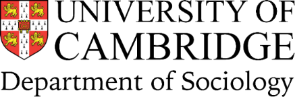 UNIVERSITY OF
CAMBRIDGE
Department of Sociology